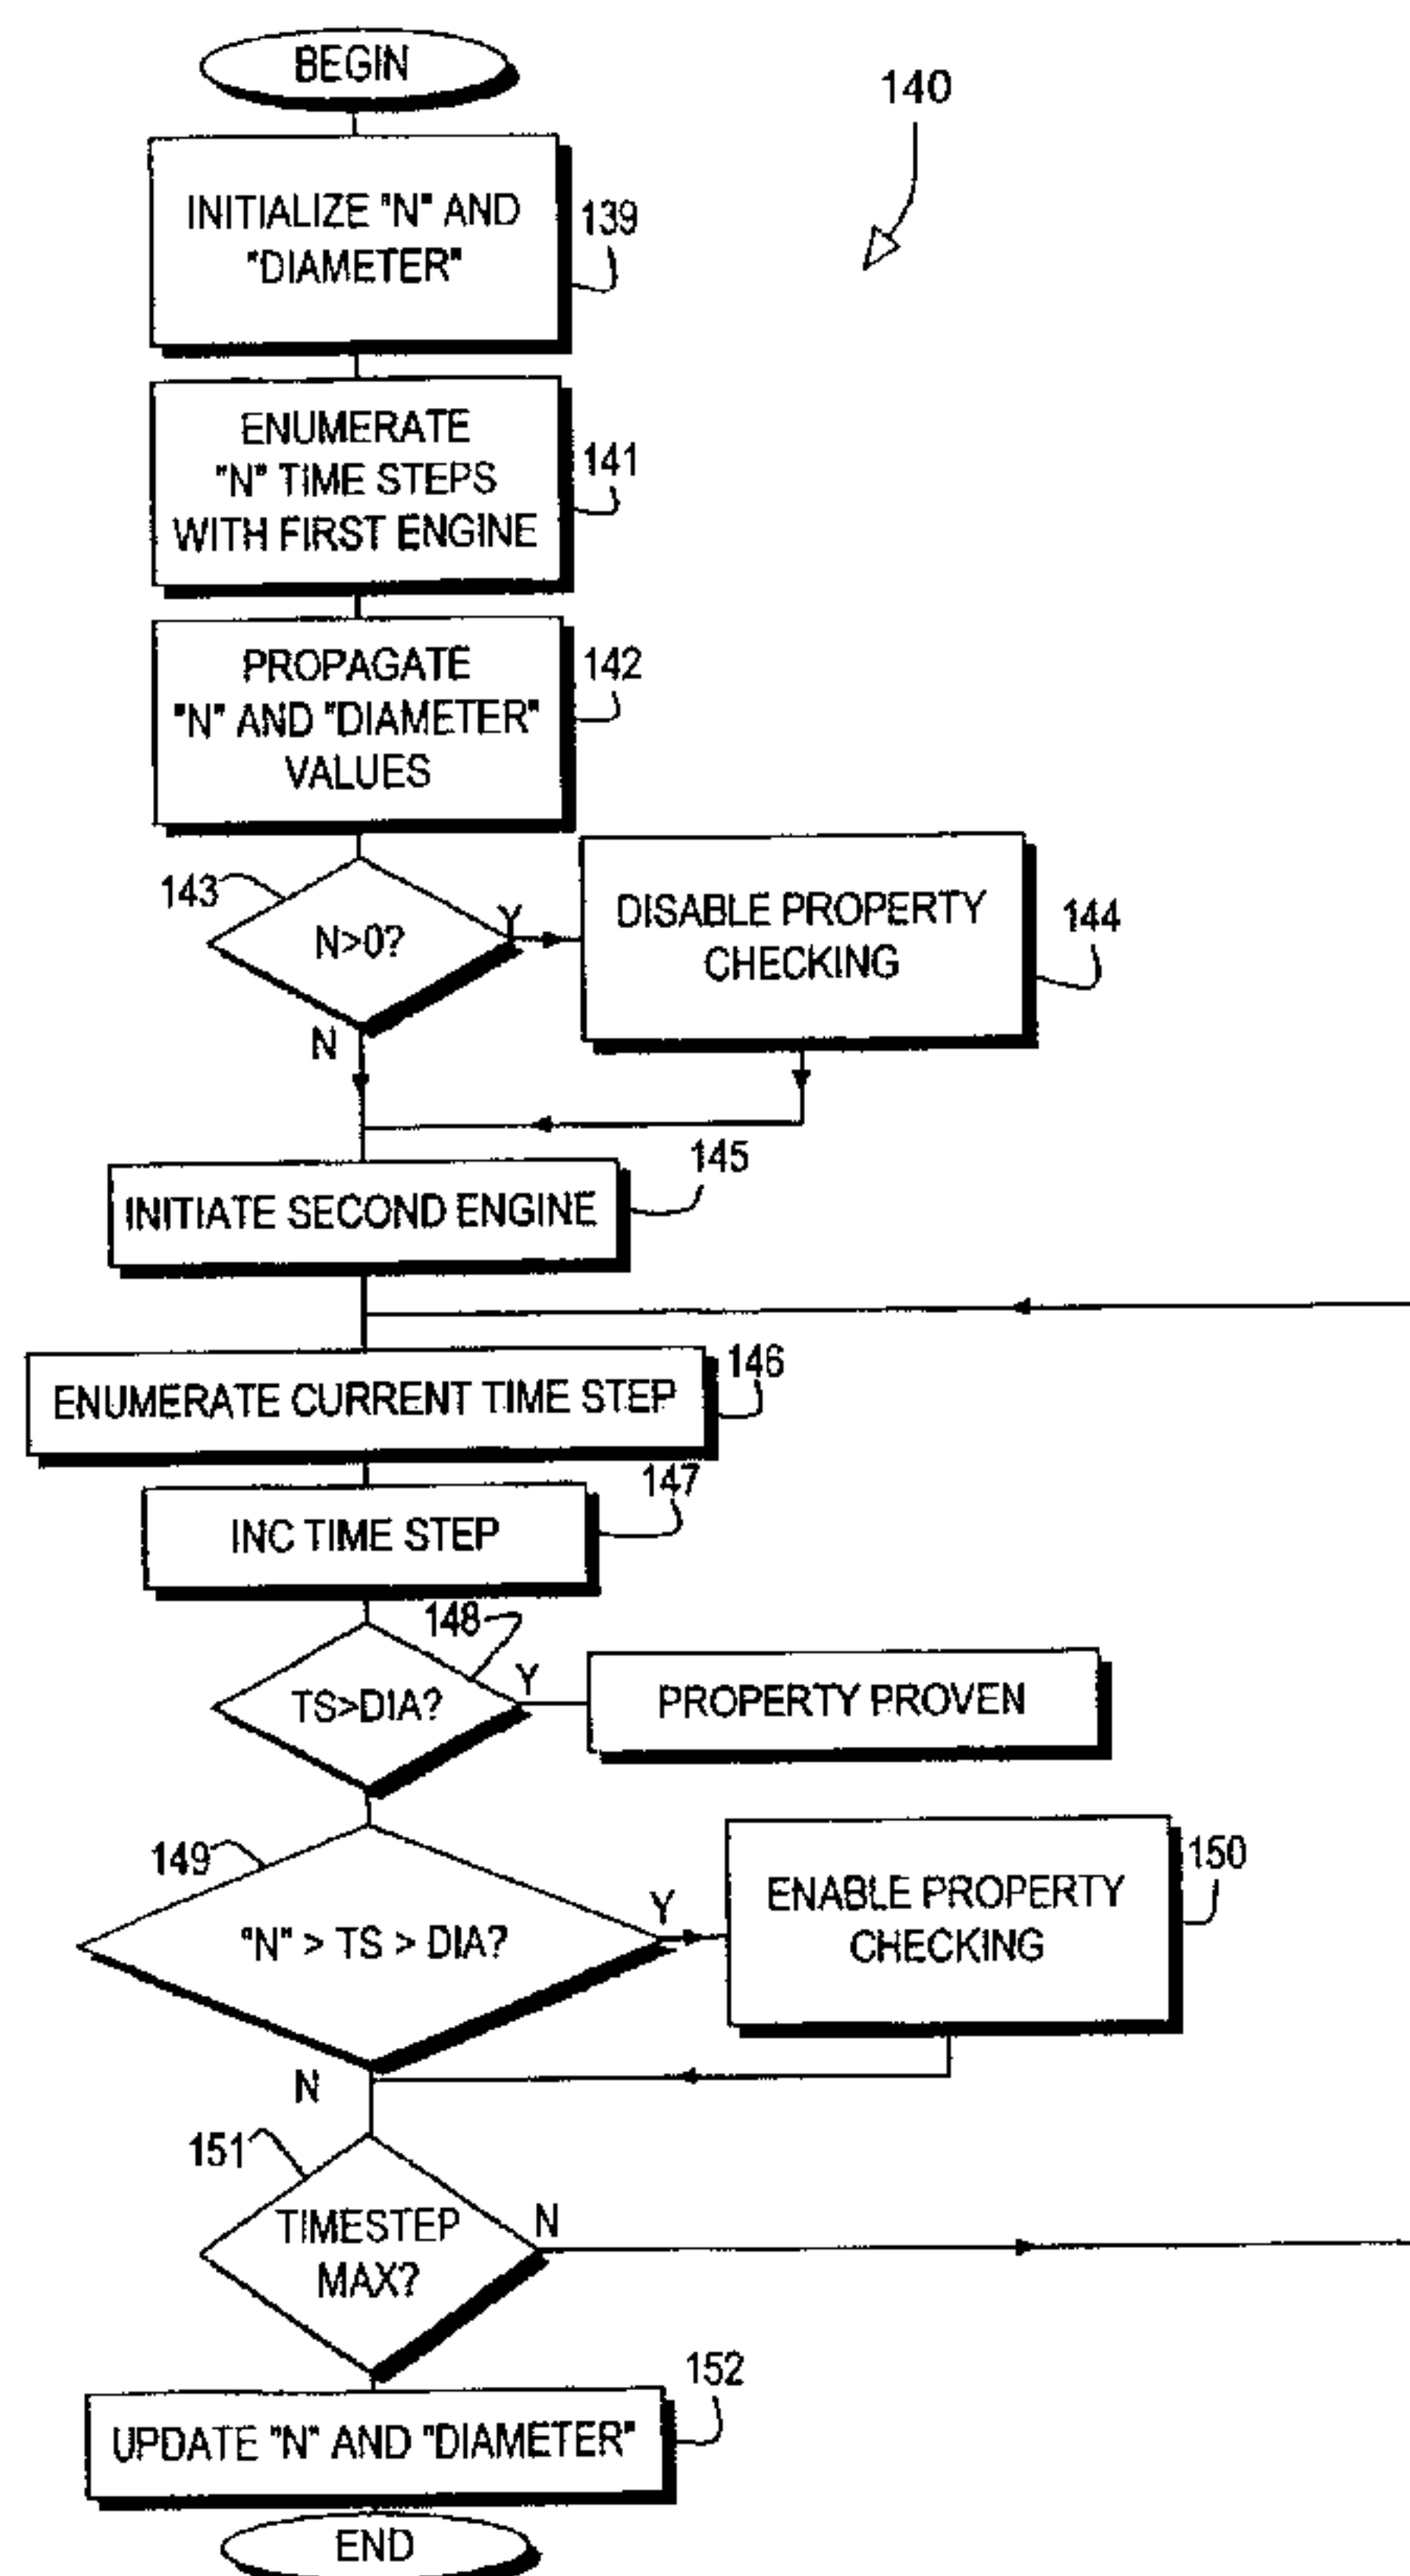 BEGIN
140
INITIALIZE "N" AND
"DIAMETER"
139
ENUMERATE
"N" TIME STEPS
WITH FIRST ENGINE
141
PROPAGATE
"N" AND "DIAMETER"
VALUES
142
143
N>0?
Y
N
DISABLE PROPERTY
CHECKING
144
INITIATE SECOND ENGINE
145
ENUMERATE CURRENT TIME STEP
146
INC TIME STEP
147
148
TS>DIA?
Y
PROPERTY PROVEN
149
"N" > TS > DIA?
Y
N
ENABLE PROPERTY
CHECKING
150
151
TIMESTEP
MAX?
N
UPDATE "N" AND "DIAMETER"
152
END